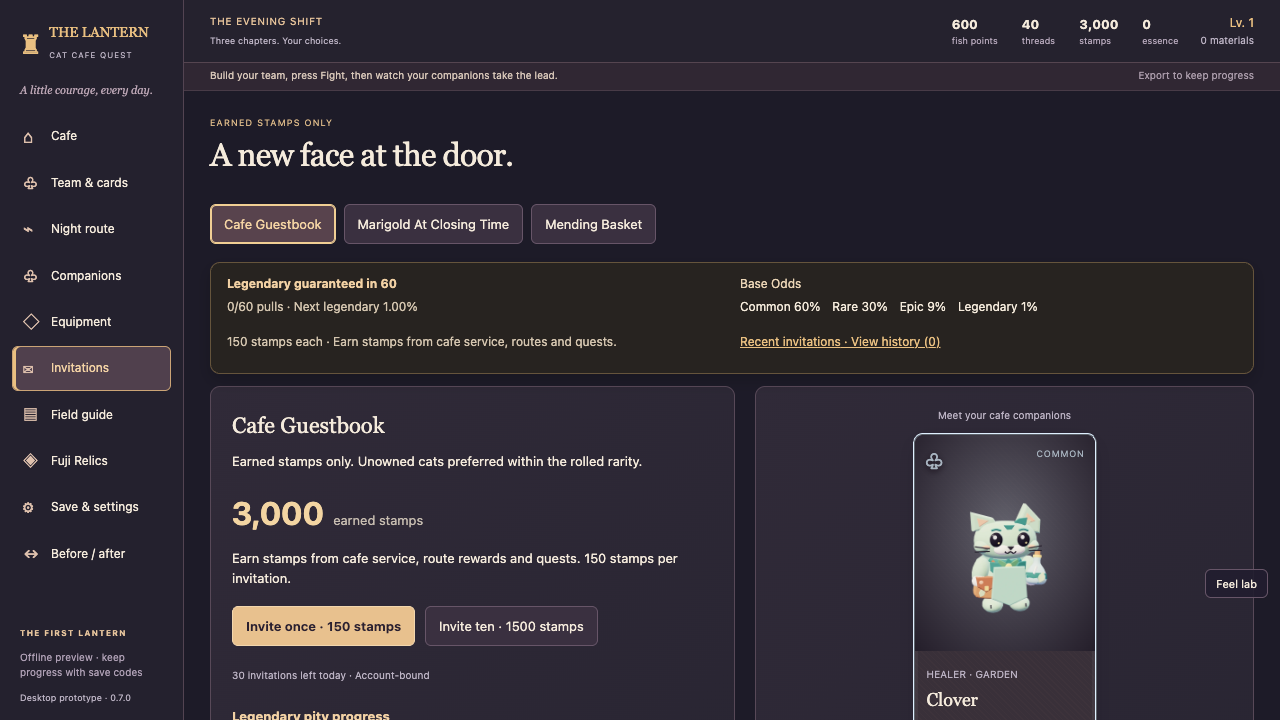 THE LANTERN
CAT CAFE QUEST
A little courage, every day.
Cafe
Team & cards
Night route
Companions
Equipment
Invitations
Field guide
Fuji Relics
Save & settings
Before / after
THE FIRST LANTERN
Offline preview · keep
progress with save codes
Desktop prototype · 0.7.0
THE EVENING SHIFT
Three chapters. Your choices.
600
fish points
40
threads
3,000
stamps
0
essence
Lv. 1
0 materials
Build your team, press Fight, then watch your companions take the lead.
Export to keep progress
EARNED STAMPS ONLY
A new face at the door.
Cafe Guestbook
Marigold At Closing Time
Mending Basket
Legendary guaranteed in 60
0/60 pulls · Next legendary 1.00%
150 stamps each · Earn stamps from cafe service, routes and quests.
Base Odds
Common 60% Rare 30% Epic 9% Legendary 1%
Recent invitations · View history (0)
Cafe Guestbook
Earned stamps only. Unowned cats preferred within the rolled rarity.
3,000 earned stamps
Earn stamps from cafe service, route rewards and quests. 150 stamps per
invitation.
Invite once · 150 stamps
Invite ten · 1500 stamps
30 invitations left today · Account-bound
Legendary pity progress
Meet your cafe companions
COMMON
HEALER · GARDEN
Clover
Feel lab